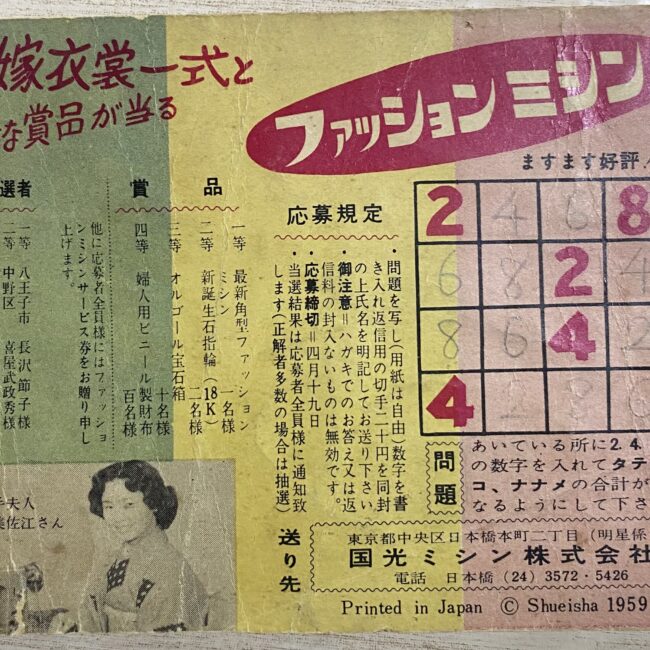 嫁衣裳一式と
な賞品が当る
ファッションミシン
ますます好評
賞品
一等 最新角型ファッション
ミシン 一名様
二等 新誕生石指輪(18K)
二名様
三等 オルゴール宝石箱
十名様
四等 婦人用ビニール製財布
百名様
他に応募者全員様にはファッショ
ンミシンサービス券をお贈り申し
上げます。
選者
一等 八王子市 長沢節子様
二等 中野区 喜屋武政秀様
応募規定
・問題を写し(用紙は自由)数字を書
き入れ返信用の切手二十円を同封
の上氏名を明記してお送り下さい
・御注意=ハガキでのお答え又は返
信料の封入ないものは無効です。
・応募締切=四月十九日
・当選結果は応募者全員様に通知致
します(正解者多数の場合は抽選)
2 4 6 8
6 8 2 4
8 6 4 2
4
問題
あいている所に2.4.
の数字を入れてタテ
コ、ナナメの合計が
なるようにして下さ
送り先
東京都中央区日本橋本町二丁目(明星係
国光ミシン株式会社
電話 日本橋(24)3572・5426
夫人
佐江さん
Printed in Japan © Shueisha 1959